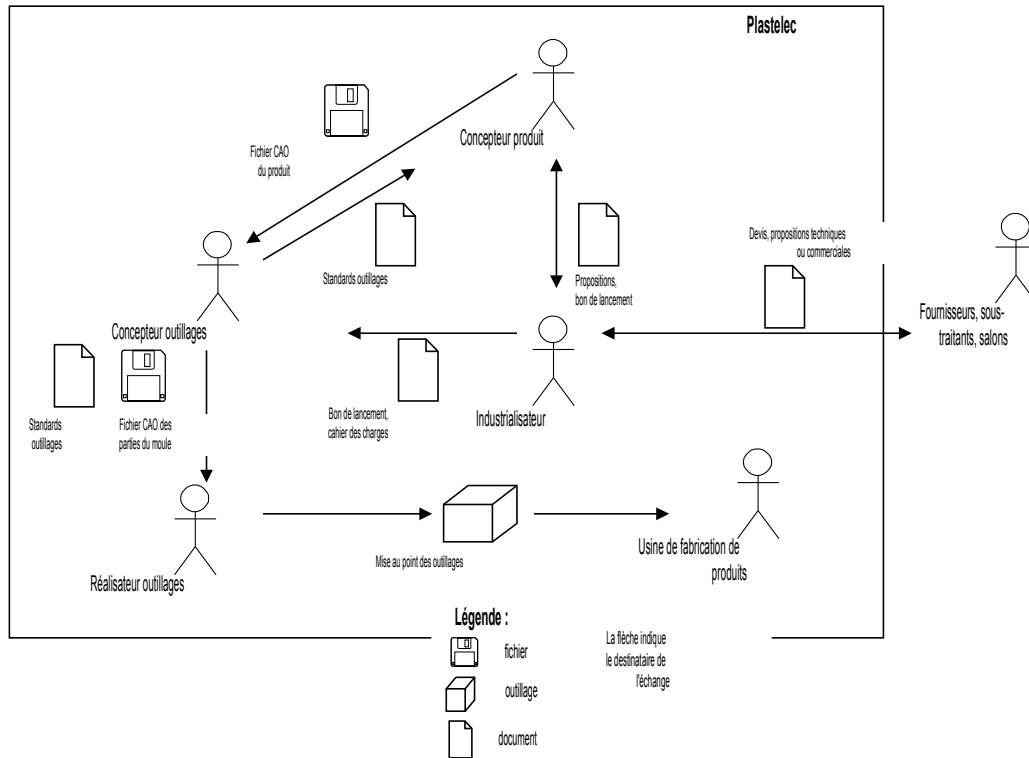 Plastelec
Concepteur produit
Fichier CAO
du produit
Standards outillages
Propositions,
bon de lancement
Devis, propositions techniques
ou commerciales
Fournisseurs, sous-
traitants, salons
Concepteur outillages
Standards
outillages
Fichier CAO des
parties du moule
Bon de lancement,
cahier des charges
Industrialisateur
Réalisateur outillages
Mise au point des outillages
Usine de fabrication de
produits
Légende :
fichier
outillage
document
La flèche indique
le destinataire de
l'échange